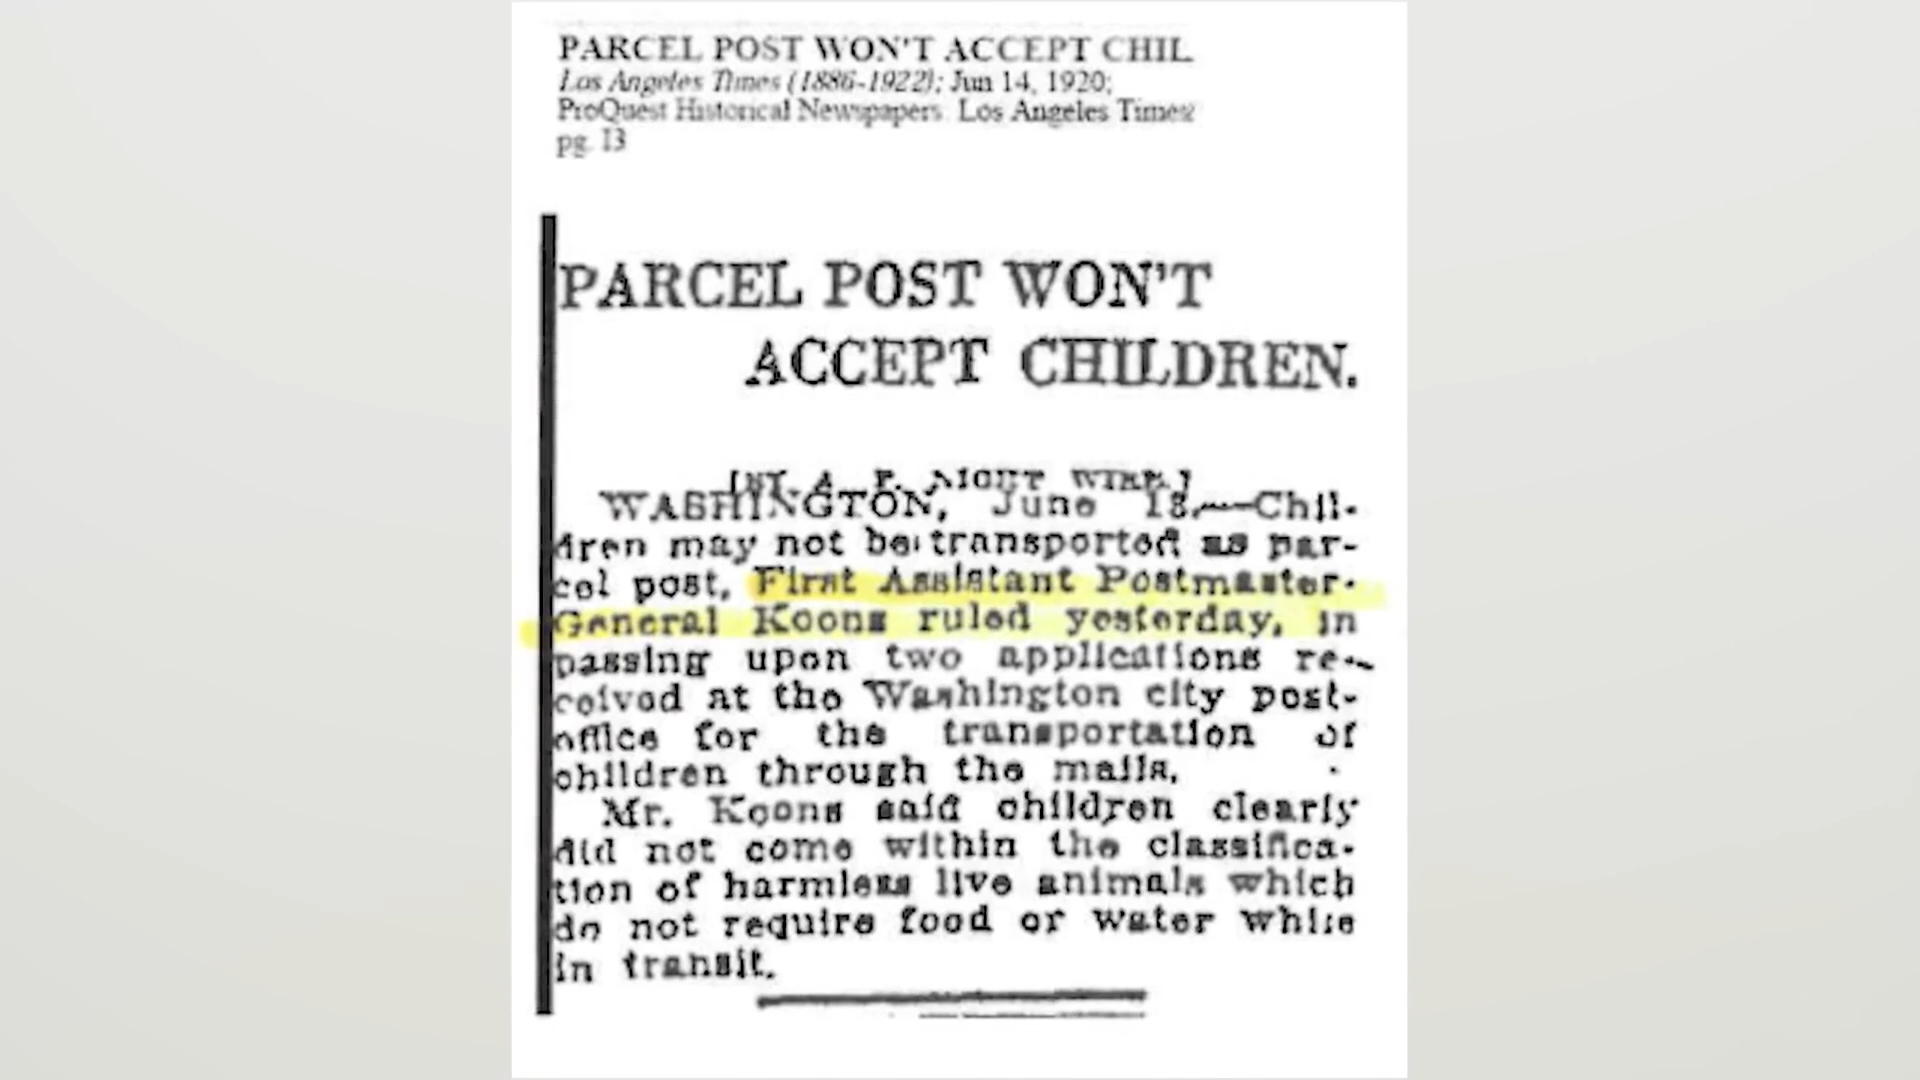 PARCEL POST WON'T ACCEPT CHIL
Los Angeles Times (1886-1922); Jun 14, 1920;
ProQuest Historical Newspapers Los Angeles Times
pg. 13
PARCEL POST WON'T
ACCEPT CHILDREN.
[BY A. P. NIGHT WIRE.]
WASHINGTON, June 13.—Chil-
dren may not be transported as par-
cel post, First Assistant Postmaster-
General Koons ruled yesterday, in
passing upon two applications re-
ceived at the Washington city post-
office for the transportation of
children through the mails.
Mr. Koons said children clearly
did not come within the classifica-
tion of harmless live animals which
do not require food or water while
in transit.